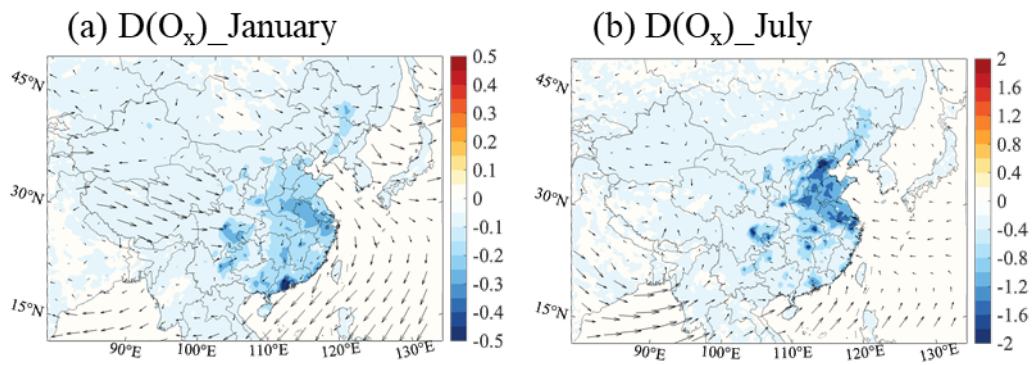 (a) D(Ox)_January
(b) D(Ox)_July
45°N
30°N
15°N
90°E 100°E 110°E 120°E 130°E
0.5
0.4
0.3
0.2
0.1
0
-0.1
-0.2
-0.3
-0.4
-0.5
45°N
30°N
15°N
90°E 100°E 110°E 120°E 130°E
2
1.6
1.2
0.8
0.4
0
-0.4
-0.8
-1.2
-1.6
-2